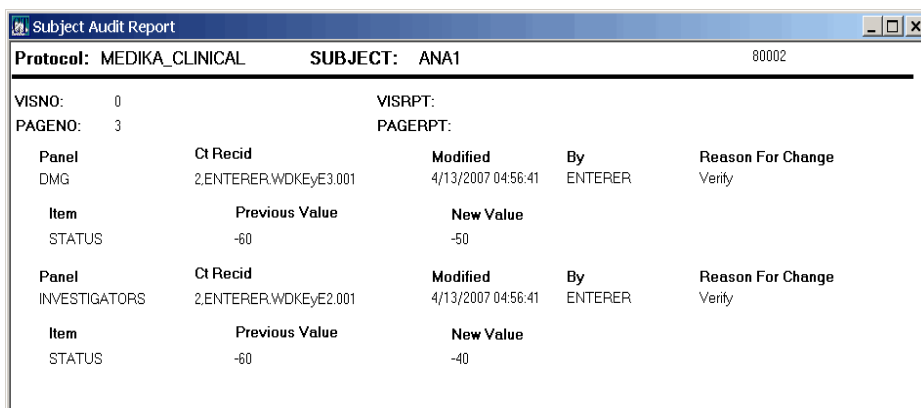 Subject Audit Report
Protocol: MEDIKA_CLINICAL SUBJECT: ANA1 80002
VISNO: 0 VISRPT:
PAGENO: 3 PAGERPT:
Panel Ct Recid Modified By Reason For Change
DMG 2,ENTERER.WDKEyE3.001 4/13/2007 04:56:41 ENTERER Verify
Item Previous Value New Value
STATUS -60 -50
Panel Ct Recid Modified By Reason For Change
INVESTIGATORS 2,ENTERER.WDKEyE2.001 4/13/2007 04:56:41 ENTERER Verify
Item Previous Value New Value
STATUS -60 -40